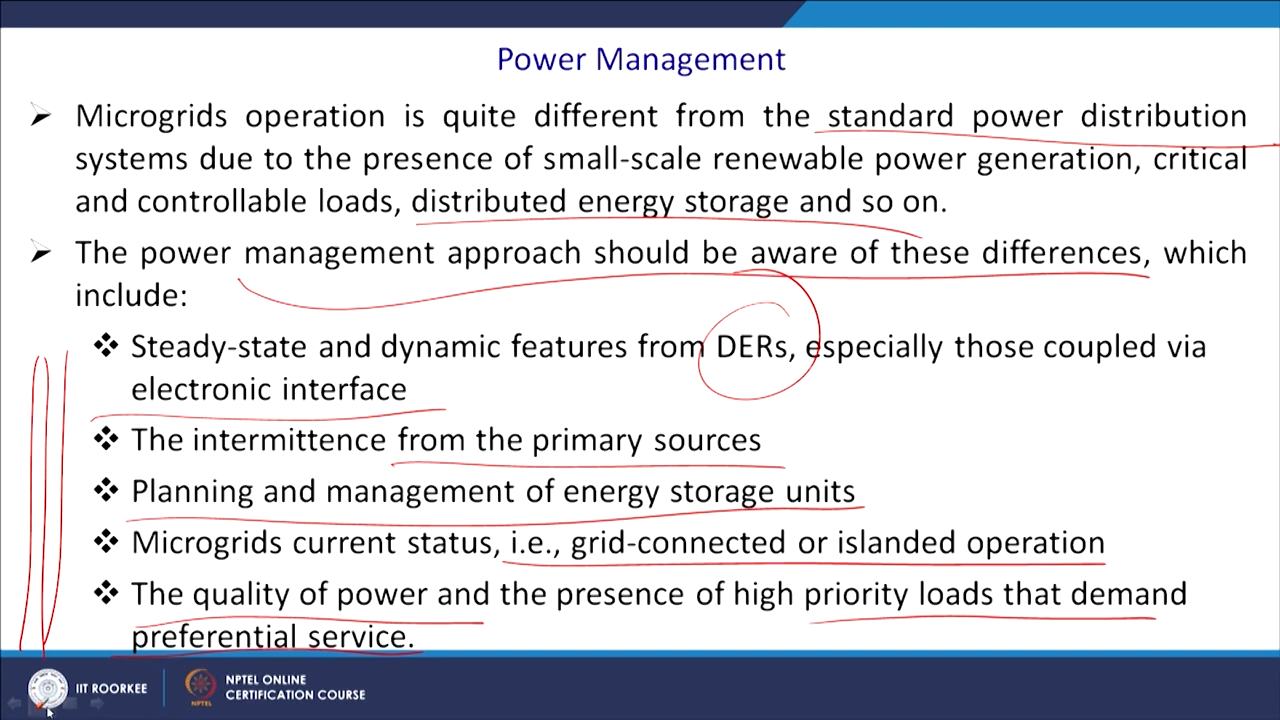 Power Management
➢ Microgrids operation is quite different from the standard power distribution
systems due to the presence of small-scale renewable power generation, critical
and controllable loads, distributed energy storage and so on.
➢ The power management approach should be aware of these differences, which
include:
❖ Steady-state and dynamic features from DERs, especially those coupled via
electronic interface
❖ The intermittence from the primary sources
❖ Planning and management of energy storage units
❖ Microgrids current status, i.e., grid-connected or islanded operation
❖ The quality of power and the presence of high priority loads that demand
preferential service.
IIT ROORKEE
NPTEL ONLINE
CERTIFICATION COURSE
NPTEL